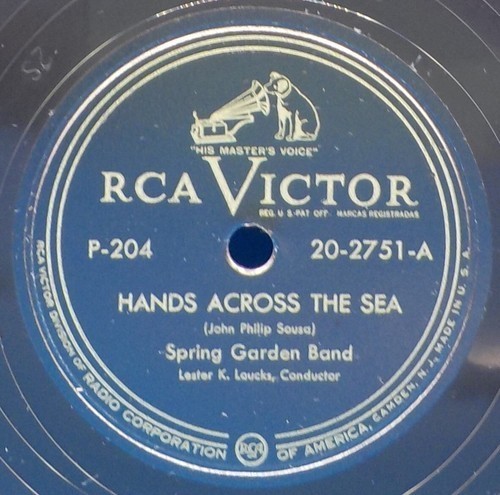 "HIS MASTER'S VOICE"
RCA VICTOR
REG. U S. PAT OFF. MARCAS REGISTRADAS
P-204
20-2751-A
HANDS ACROSS THE SEA
(John Philip Sousa)
Spring Garden Band
Lester K. Loucks, Conductor
RCA VICTOR DIVISION OF RADIO CORPORATION RCA OF AMERICA, CAMDEN, N. J. MADE IN U. S. A.